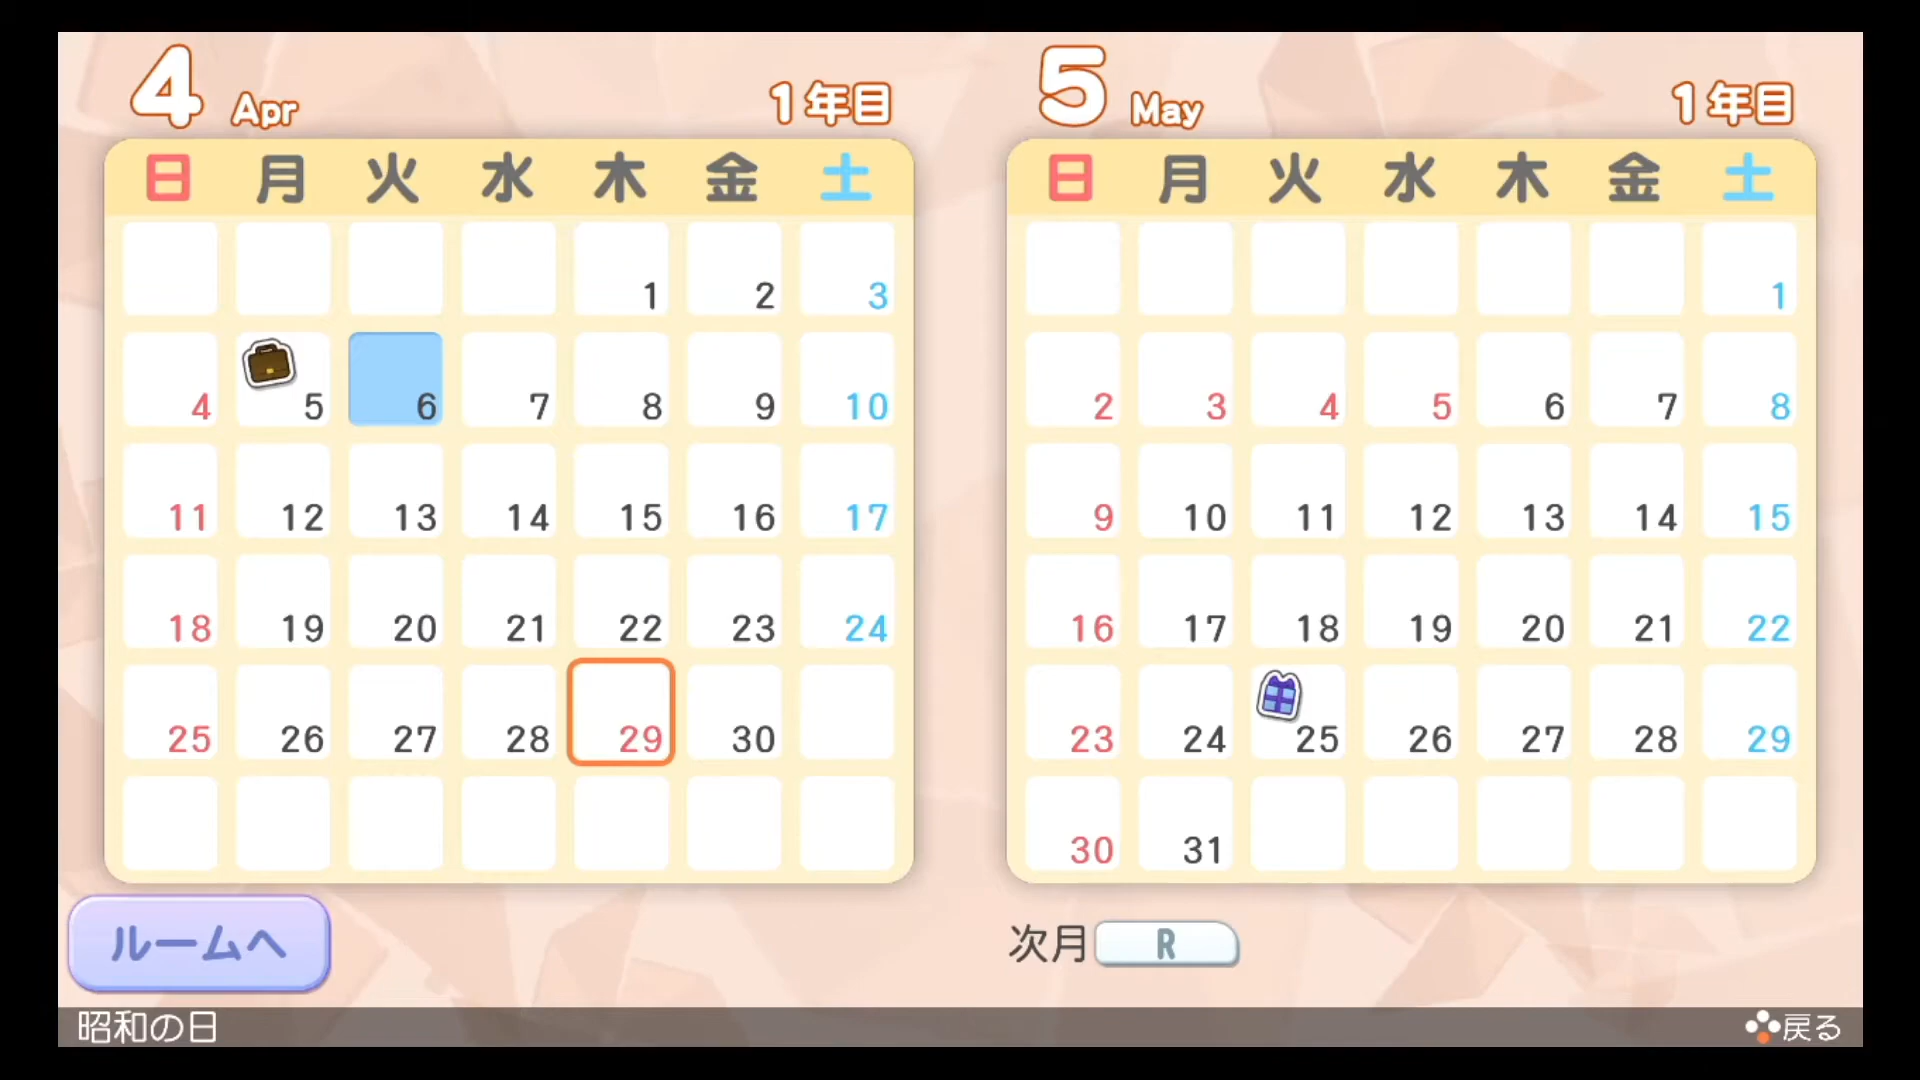 4 Apr 1年目
日 月 火 水 木 金 土
1 2 3
4 5 6 7 8 9 10
11 12 13 14 15 16 17
18 19 20 21 22 23 24
25 26 27 28 29 30
5 May 1年目
日 月 火 水 木 金 土
1
2 3 4 5 6 7 8
9 10 11 12 13 14 15
16 17 18 19 20 21 22
23 24 25 26 27 28 29
30 31
ルームへ
次月 R
昭和の日
戻る